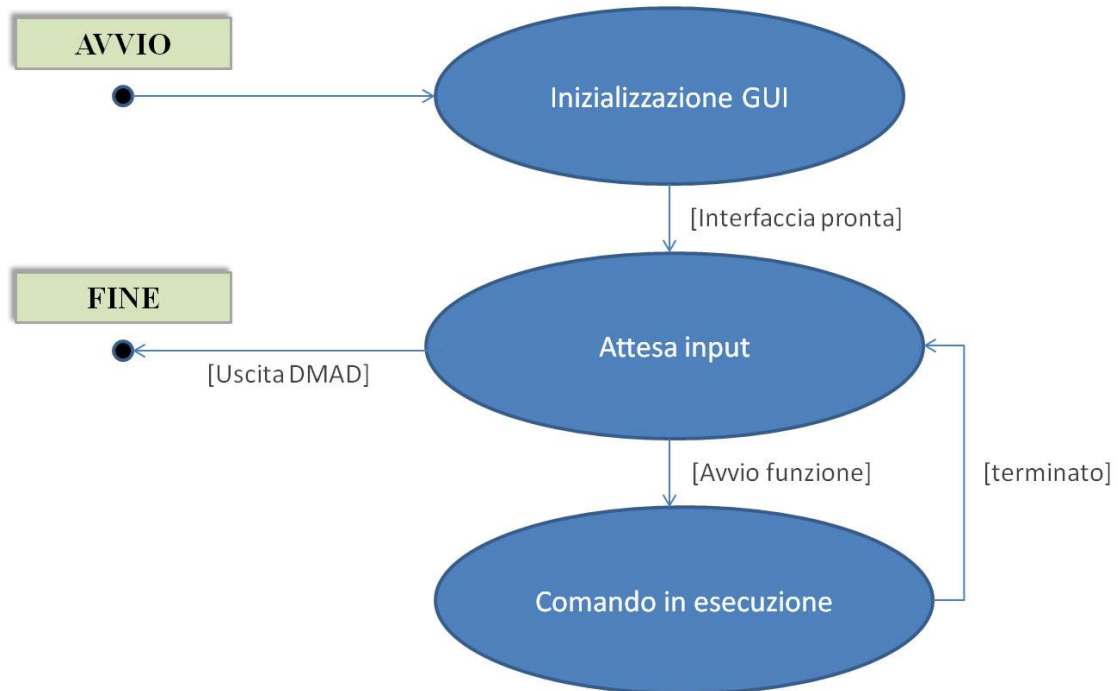 AVVIO
Inizializzazione GUI
[Interfaccia pronta]
FINE
Attesa input
[Uscita DMAD]
[Avvio funzione]
[terminato]
Comando in esecuzione